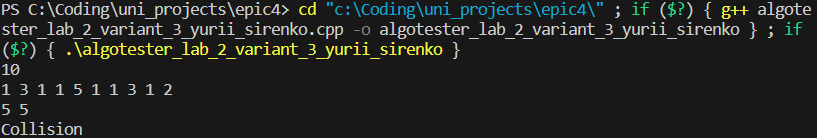 PS C:\Coding\uni_projects\epic4> cd "c:\Coding\uni_projects\epic4\" ; if ($?) { g++ algote
ster_lab_2_variant_3_yurii_sirenko.cpp -o algotester_lab_2_variant_3_yurii_sirenko } ; if
($?) { .\algotester_lab_2_variant_3_yurii_sirenko }
10
1 3 1 1 5 1 1 3 1 2
5 5
Collision